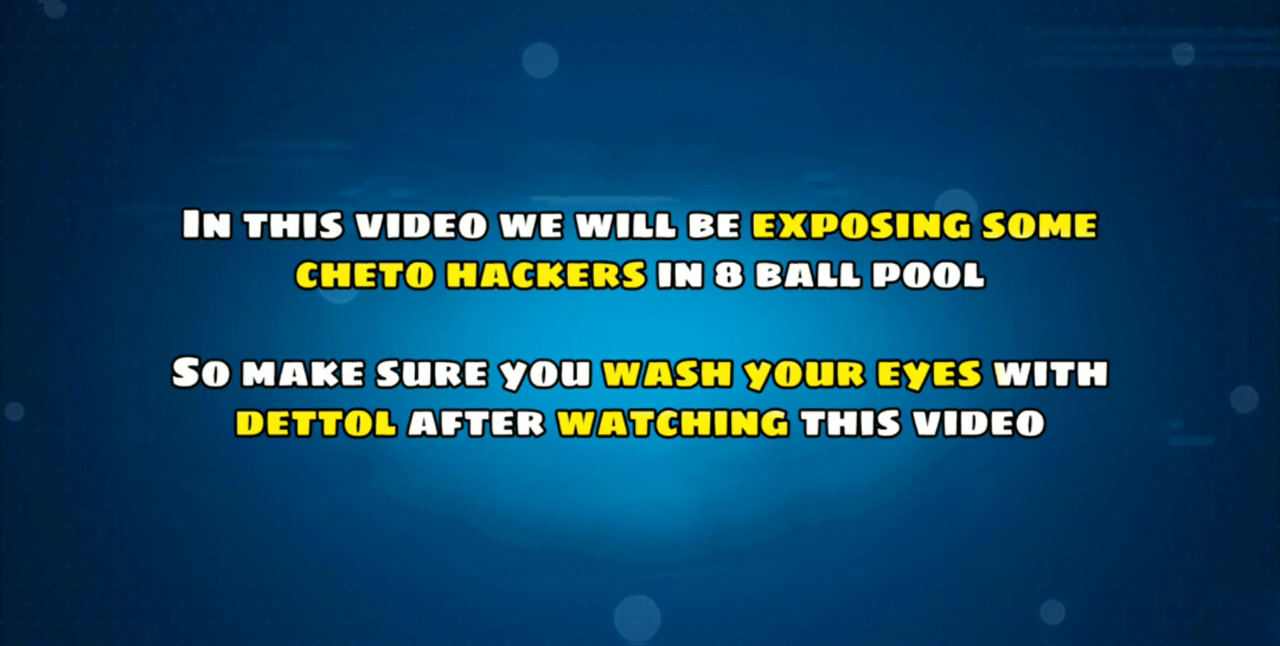 In this video we will be exposing some
cheto hackers in 8 ball pool
So make sure you wash your eyes with
dettol after watching this video